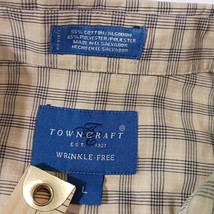 55% COTTON/ALGODON
45% POLYESTER/POLIESTER
MADE IN EL SALVADOR
HECHO EN EL SALVADOR
TOWNCRAFT
EST. 1927
WRINKLE-FREE
L